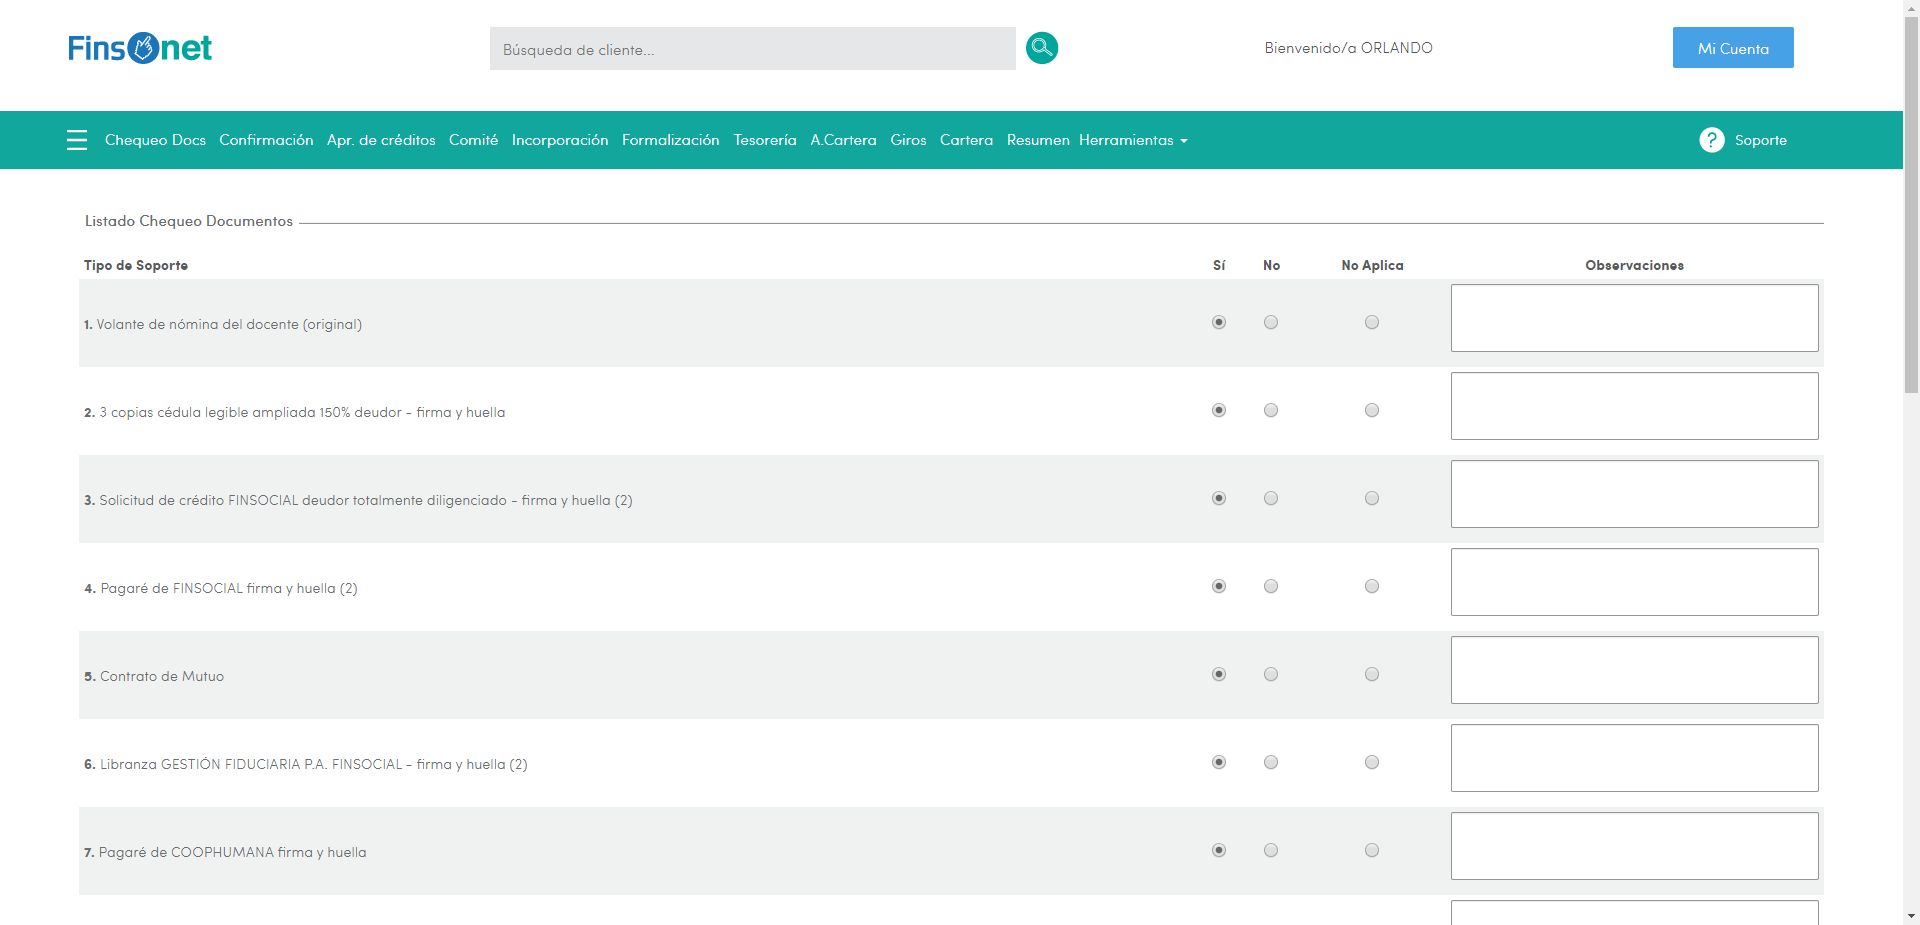 Finsonet
Búsqueda de cliente...
Bienvenido/a ORLANDO
Mi Cuenta
Chequeo Docs Confirmación Apr. de créditos Comité Incorporación Formalización Tesorería A.Cartera Giros Cartera Resumen Herramientas
? Soporte
Listado Chequeo Documentos
Tipo de Soporte Sí No No Aplica Observaciones
1. Volante de nómina del docente (original)
2. 3 copias cédula legible ampliada 150% deudor - firma y huella
3. Solicitud de crédito FINSOCIAL deudor totalmente diligenciado - firma y huella (2)
4. Pagaré de FINSOCIAL firma y huella (2)
5. Contrato de Mutuo
6. Libranza GESTIÓN FIDUCIARIA P.A. FINSOCIAL - firma y huella (2)
7. Pagaré de COOPHUMANA firma y huella